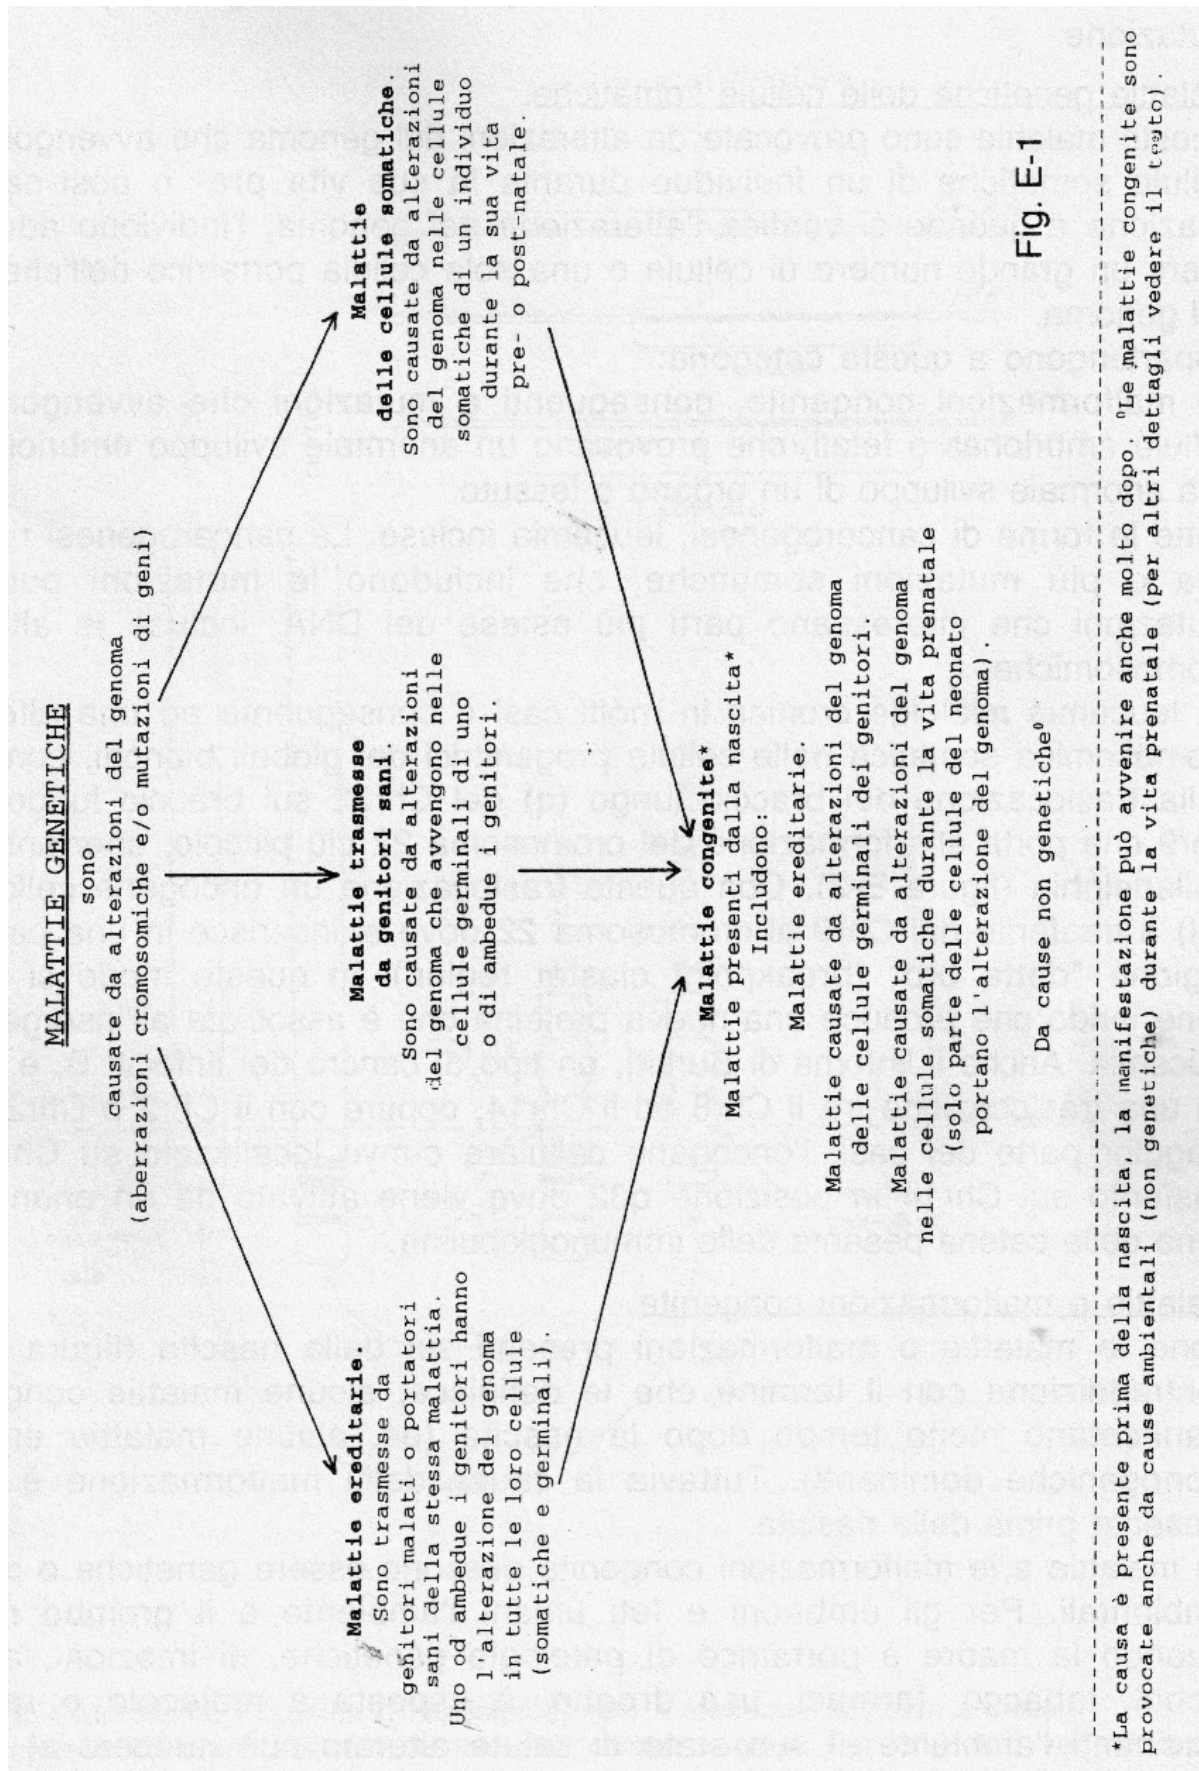 MALATTIE GENETICHE
sono
causate da alterazioni del genoma
(aberazioni cromosomiche e/o mutazioni di geni)
Malattie ereditarie.
Sono trasmesse da
genitori malati o portatori
sani della stessa malattia.
Uno od ambedue i genitori hanno
l'alterazione del genoma
in tutte le loro cellule
(somatiche e germinali).
Malattie trasmesse
da genitori sani
Sono causate da alterazioni
del genoma che avvengono nelle
cellule germinali di uno
o di ambedue i genitori
Malattie
delle cellule somatiche.
Sono causate da alterazioni
del genoma nelle cellule
somatiche di un individuo
durante la sua vita
pre- o post natale.
Malattie congenite*
Malattie preseni dalla nascita*
Includono:
Malattie ereditarie
Malattie causate da alterazioni del genoma
delle cellule germinali dei genitori.
Malattie causate da alterazioni del genoma
nelle cellule somatiche durante la vita prenatale
(solo parte delle cellule del neonato
portano l'alterazione del genoma).
Da cause non genetiche⁰
Fig. E-1
*La causa è presene prima della nascita, la manifestazione può avvenire anche molto dopo. ⁰Le malattie congenite sono
provocate anche da cause ambientali (non genetiche) durante la vita prenatale (per altri dettagli vedere il testo).